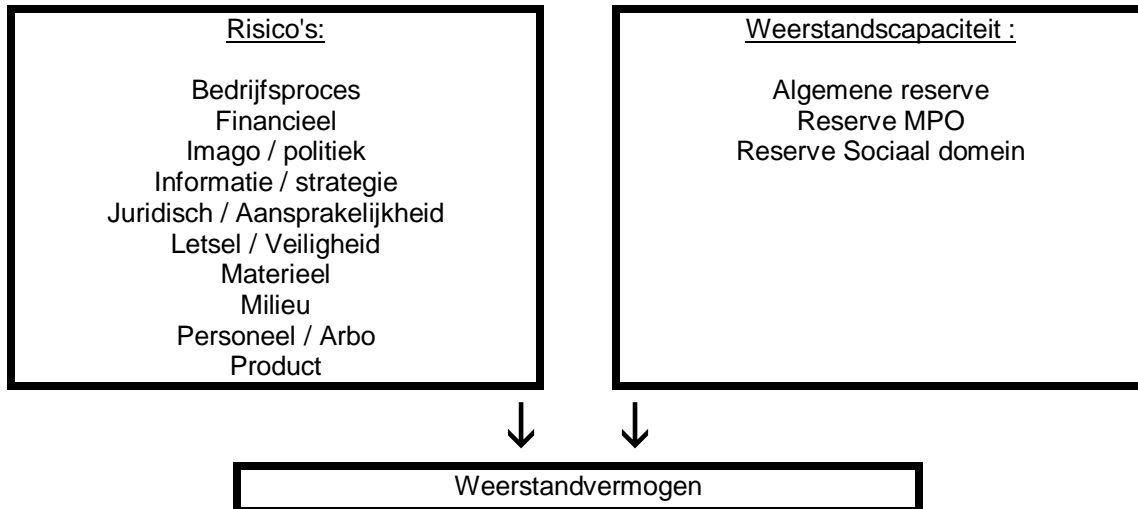 Risico's:
Bedrijfsproces
Financieel
Imago / politiek
Informatie / strategie
Juridisch / Aansprakelijkheid
Letsel / Veiligheid
Materieel
Milieu
Personeel / Arbo
Product
Weerstandscapaciteit :
Algemene reserve
Reserve MPO
Reserve Sociaal domein
Weerstandvermogen